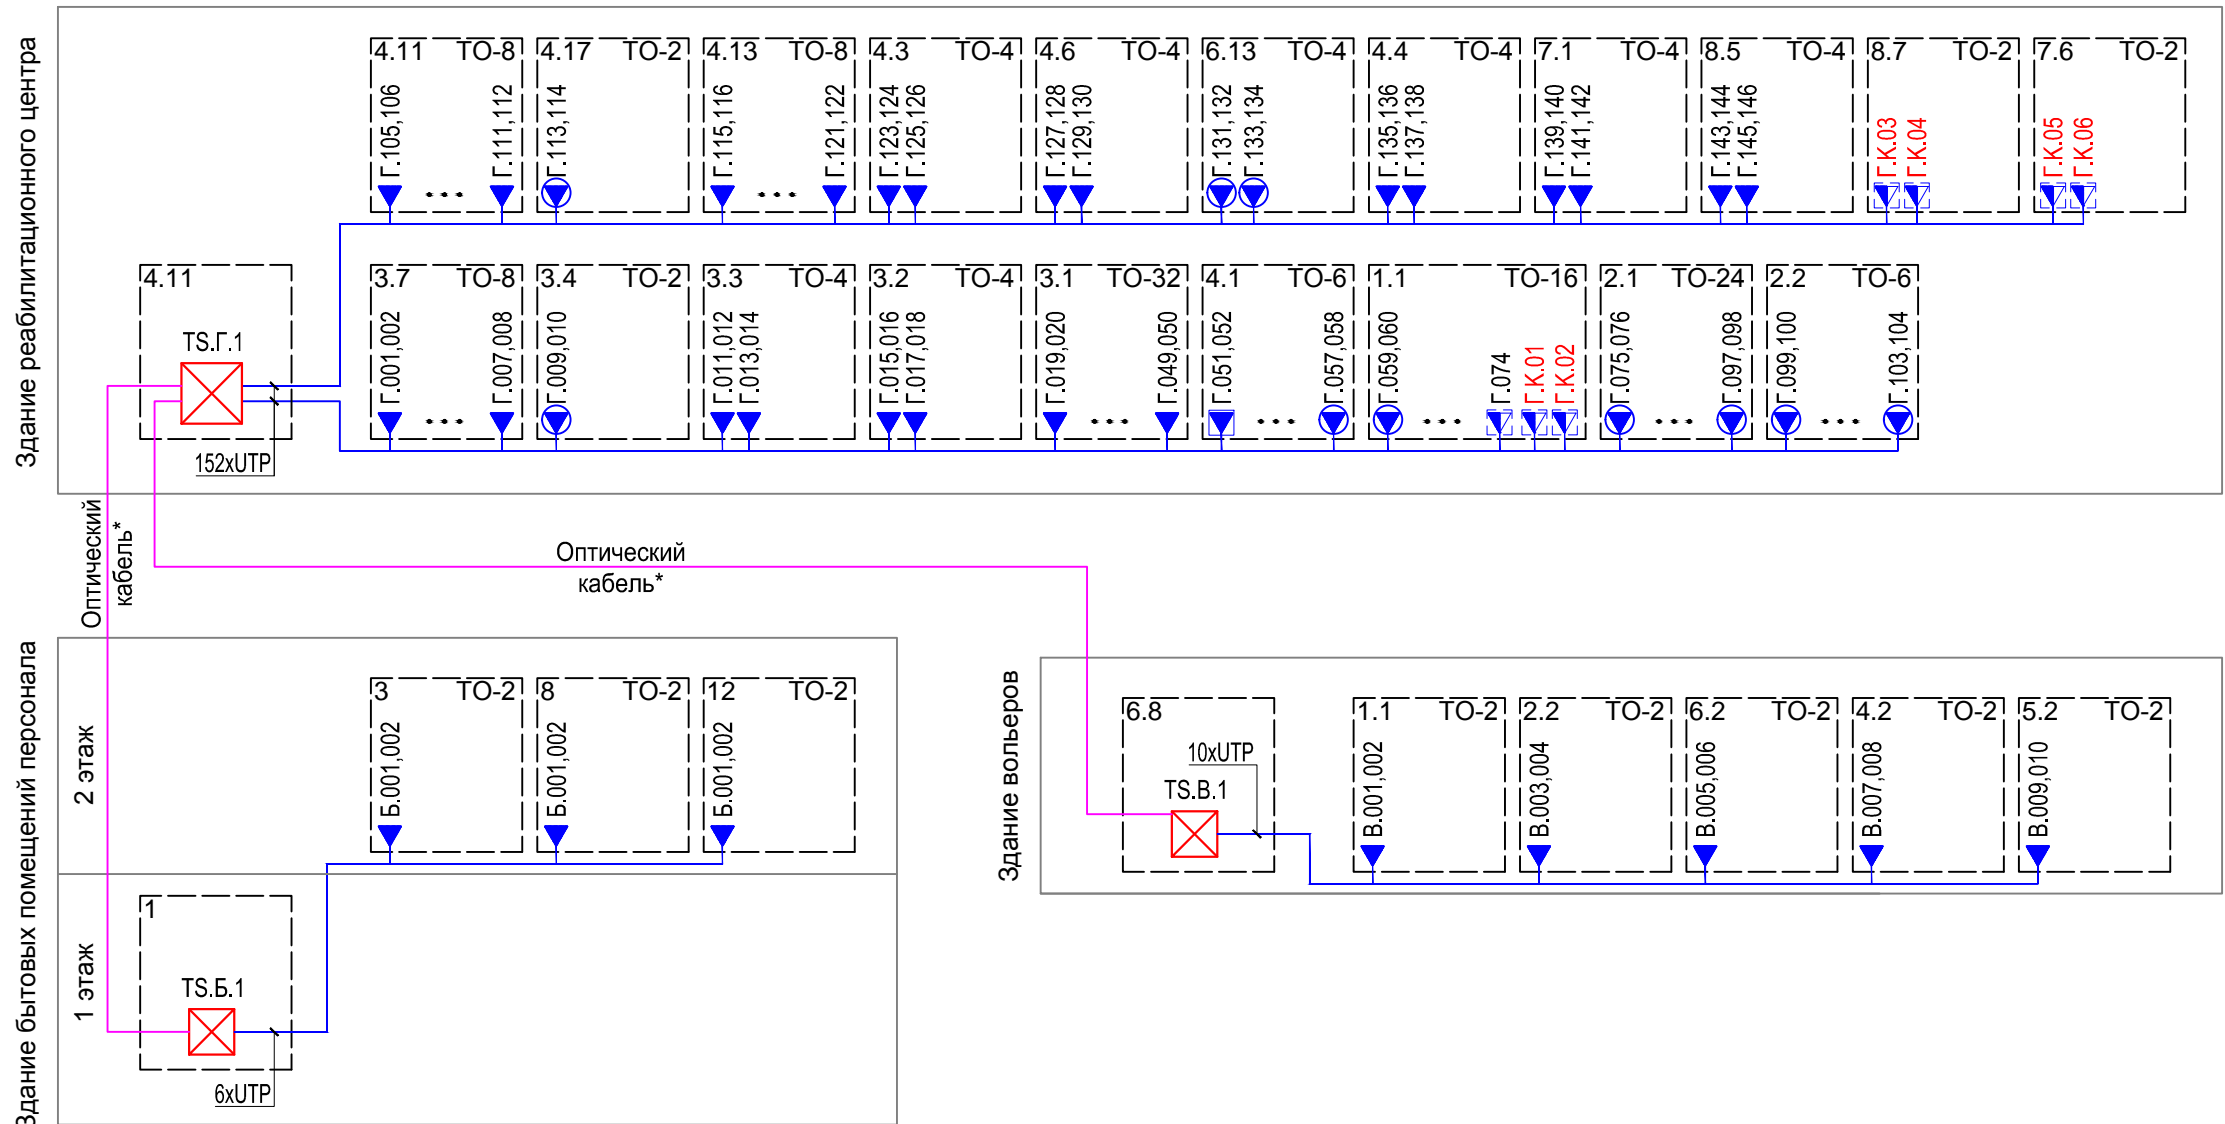 Здание реабилитационного центра
4.11 ТО-8
Г.105,106
Г.111,112
4.17 ТО-2
Г.113,114
4.13 ТО-8
Г.115,116
Г.121,122
4.3 ТО-4
Г.123,124
Г.125,126
4.6 ТО-4
Г.127,128
Г.129,130
6.13 ТО-4
Г.131,132
Г.133,134
4.4 ТО-4
Г.135,136
Г.137,138
7.1 ТО-4
Г.139,140
Г.141,142
8.5 ТО-4
Г.143,144
Г.145,146
8.7 ТО-2
Г.К.03
Г.К.04
7.6 ТО-2
Г.К.05
Г.К.06
4.11
TS.Г.1
152xUTP
3.7 ТО-8
Г.001,002
Г.007,008
3.4 ТО-2
Г.009,010
3.3 ТО-4
Г.011,012
Г.013,014
3.2 ТО-4
Г.015,016
Г.017,018
3.1 ТО-32
Г.019,020
Г.049,050
4.1 ТО-6
Г.051,052
Г.057,058
1.1 ТО-16
Г.059,060
Г.074
Г.К.01
Г.К.02
2.1 ТО-24
Г.075,076
Г.097,098
2.2 ТО-6
Г.099,100
Г.103,104
Оптический
кабель*
Оптический
кабель*
Здание бытовых помещений персонала
2 этаж
3 ТО-2
Б.001,002
8 ТО-2
Б.001,002
12 ТО-2
Б.001,002
1 этаж
1
TS.Б.1
6xUTP
Здание вольеров
6.8
10xUTP
TS.В.1
1.1 ТО-2
В.001,002
2.2 ТО-2
В.003,004
6.2 ТО-2
В.005,006
4.2 ТО-2
В.007,008
5.2 ТО-2
В.009,010